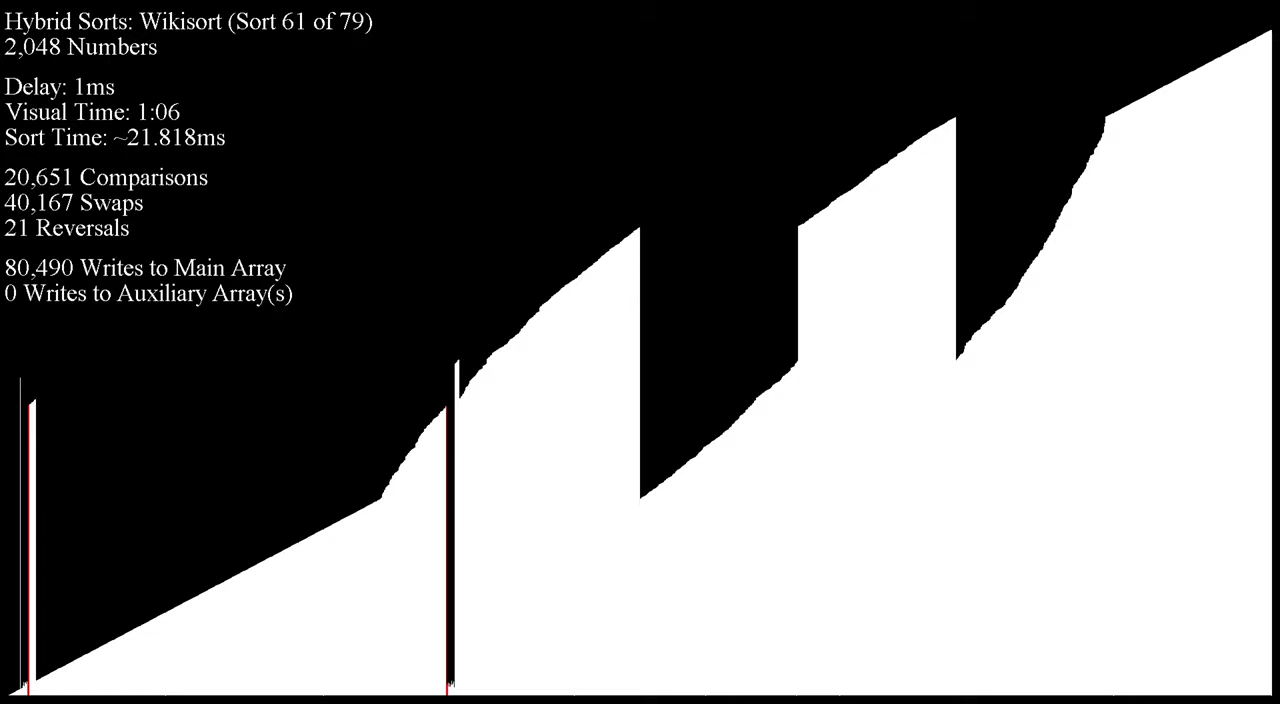 Hybrid Sorts: Wikisort (Sort 61 of 79)
2,048 Numbers
Delay: 1ms
Visual Time: 1:06
Sort Time: ~21.818ms
20,651 Comparisons
40,167 Swaps
21 Reversals
80,490 Writes to Main Array
0 Writes to Auxiliary Array(s)